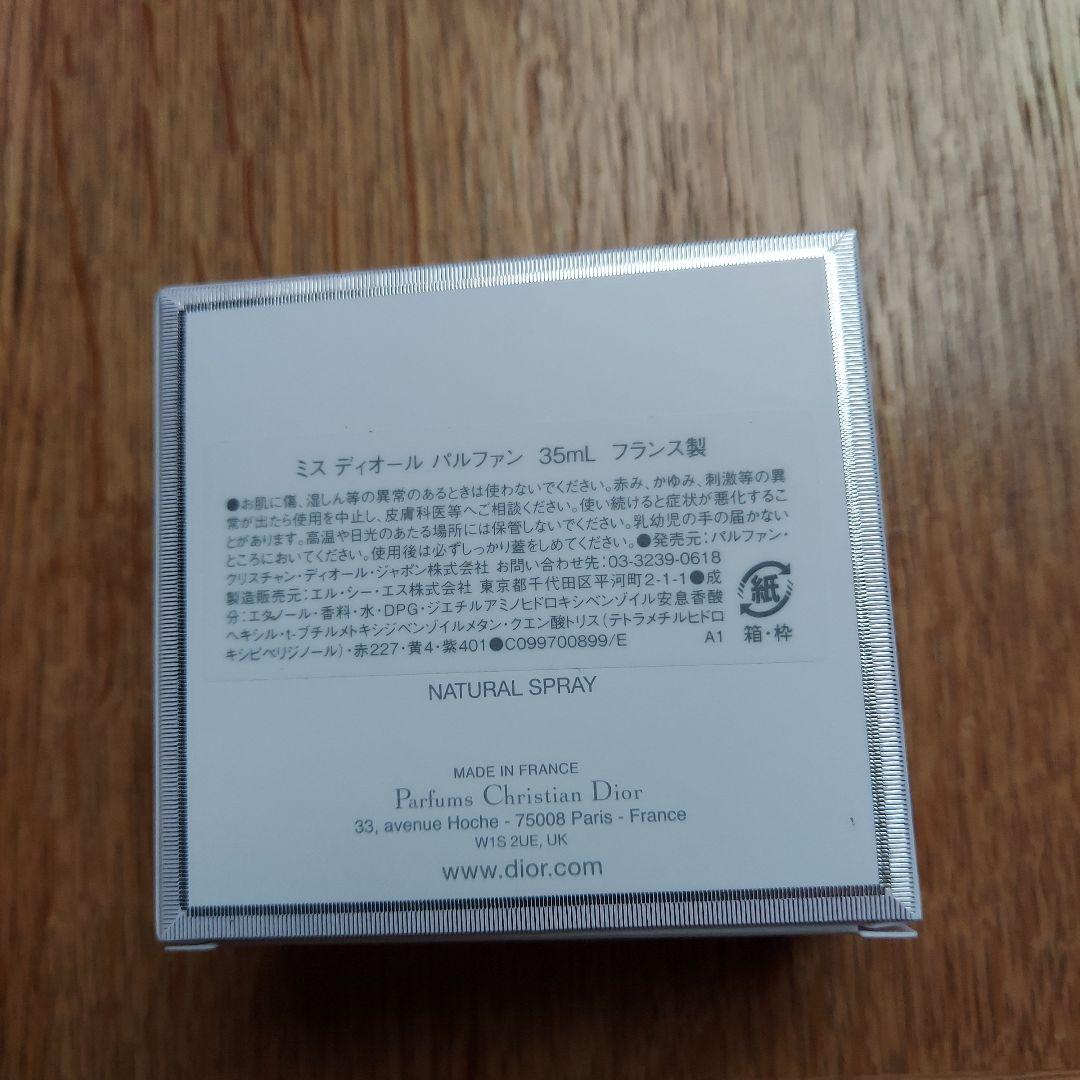 ミス ディオール パルファン 35mL フランス製
●お肌に傷、湿しん等の異常のあるときは使わないでください。赤み、かゆみ、刺激等の異
常が出たら使用を中止し、皮膚科医等へご相談ください。使い続けると症状が悪化するこ
とがあります。高温や日光のあたる場所には保管しないでください。乳幼児の手の届かない
ところにおいてください。使用後は必ずしっかり蓋をしめてください。●発売元：パルファン・
クリスチャン・ディオール・ジャポン株式会社 お問い合わせ先：03-3239-0618
製造販売元：エル・シー・エス株式会社 東京都千代田区平河町2-1-1●成
分：エタノール・香料・水・DPG・ジエチルアミノヒドロキシベンゾイル安息香酸
ヘキシル・t-ブチルメトキシジベンゾイルメタン・クエン酸トリス(テトラメチルヒドロ
キシピペリジノール)・赤227・黄4・紫401●C099700899/E A1
紙
箱・枠
NATURAL SPRAY
MADE IN FRANCE
Parfums Christian Dior
33, avenue Hoche - 75008 Paris - France
W1S 2UE, UK
www.dior.com